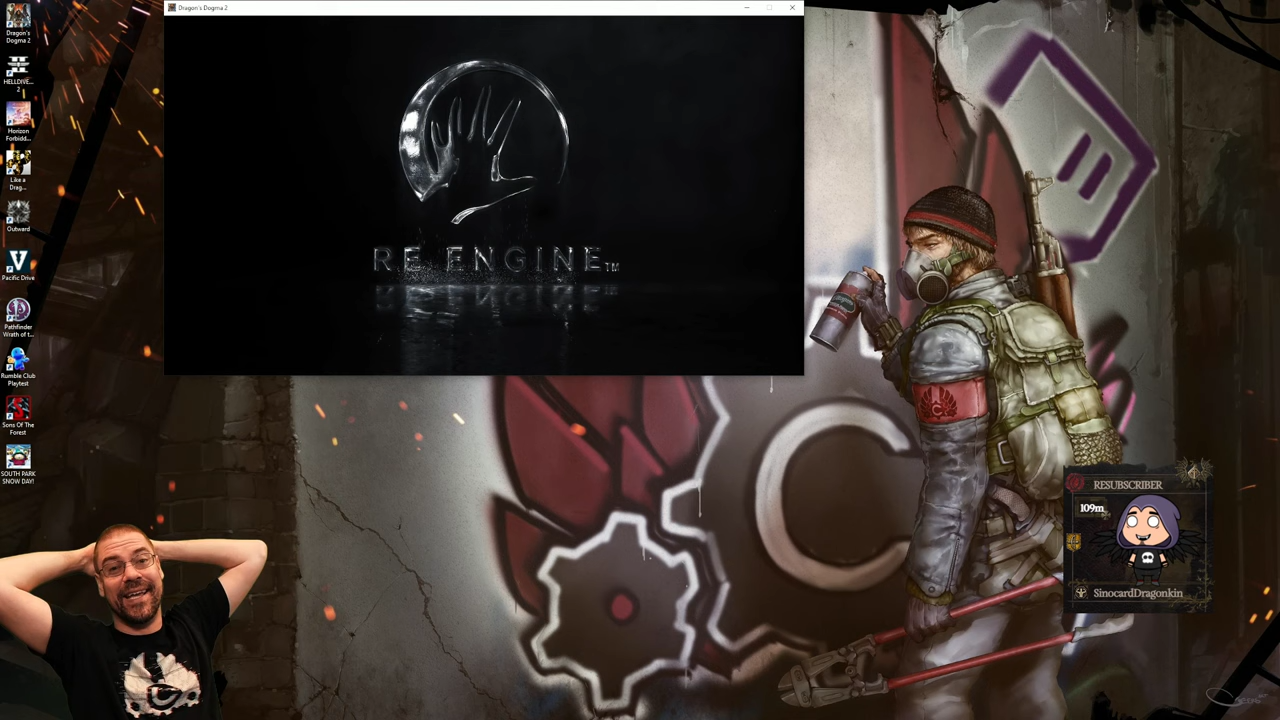 Dragon's Dogma 2
Dragon's
Dogma 2
HELLDIVE...
2
Horizon
Forbidd...
Like a
Drag...
Outward
Pacific Drive
Pathfinder
Wrath of t...
Rumble Club
Playtest
Sons Of The
Forest
SOUTH PARK
SNOW DAY!
RE ENGINE™
C
C
RESUBSCRIBER
109m
SinocardDragonkin